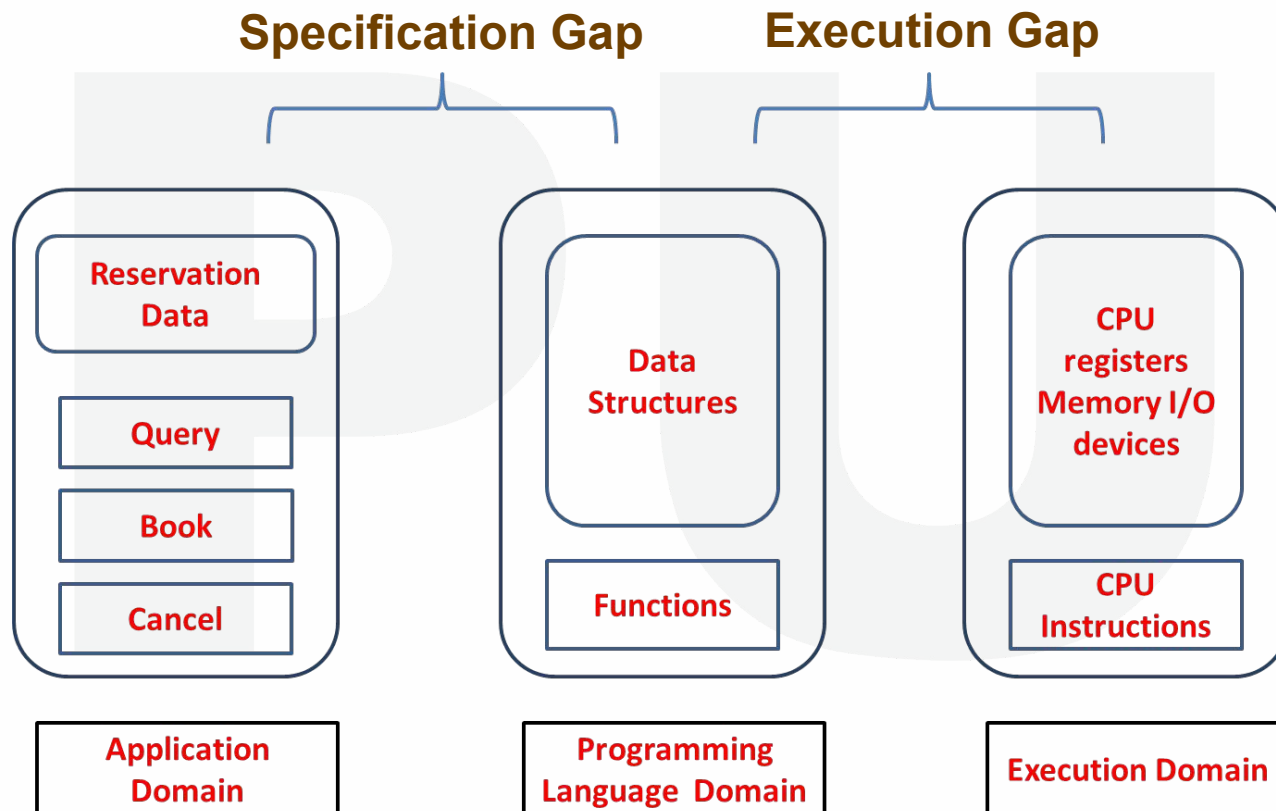 Specification Gap
Execution Gap
Reservation
Data
Query
Book
Cancel
Data
Structures
Functions
CPU
registers
Memory I/O
devices
CPU
Instructions
Application
Domain
Programming
Language Domain
Execution Domain
PU